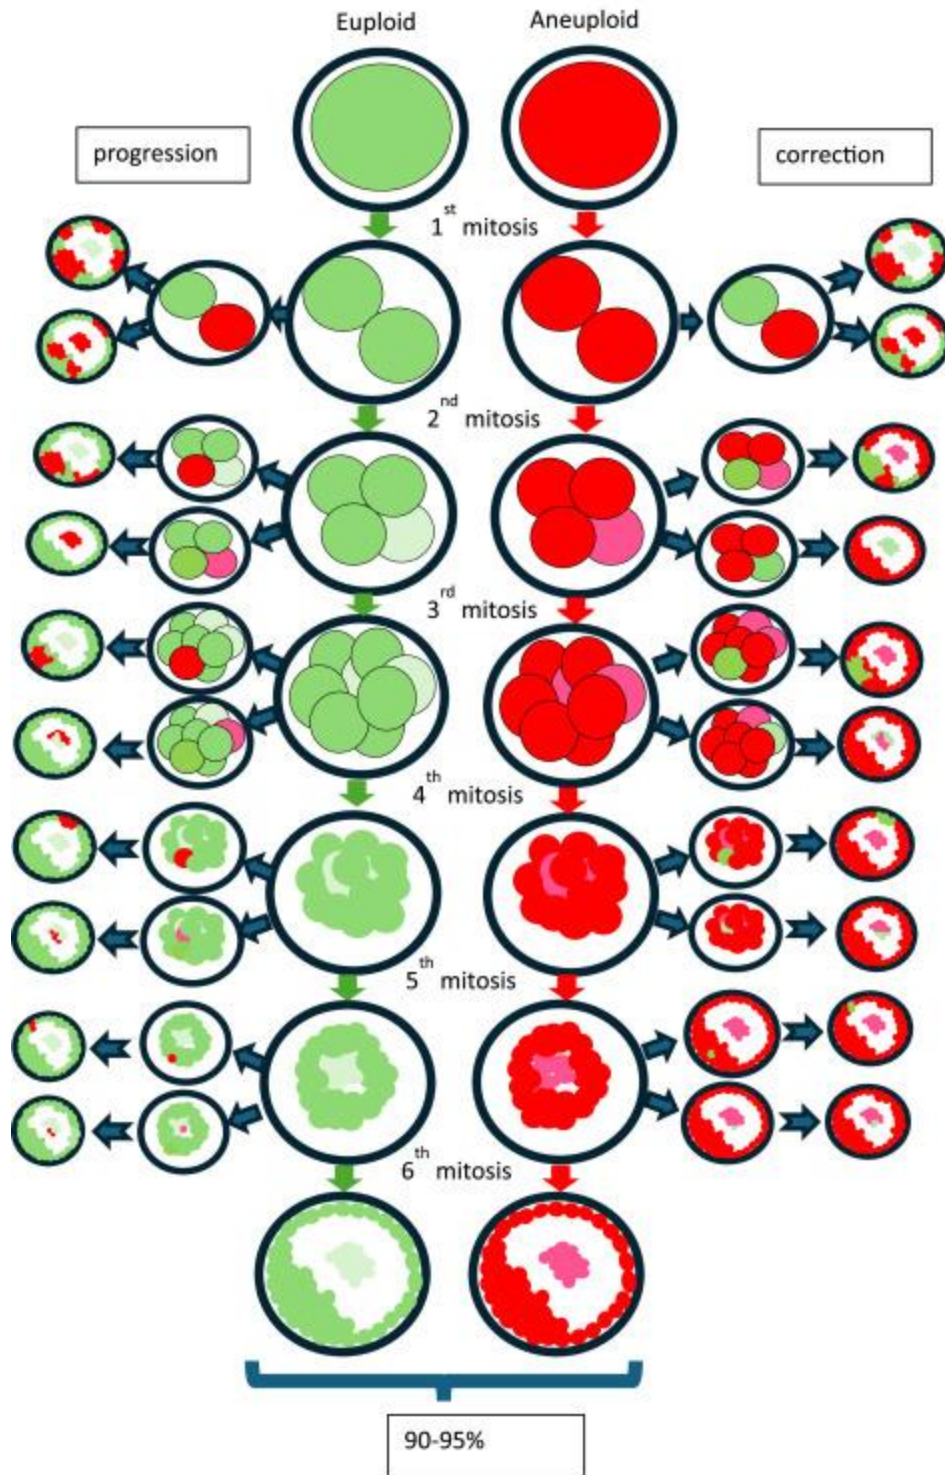 Euploid
Aneuploid
progression
correction
1st mitosis
2nd mitosis
3rd mitosis
4th mitosis
5th mitosis
6th mitosis
90-95%